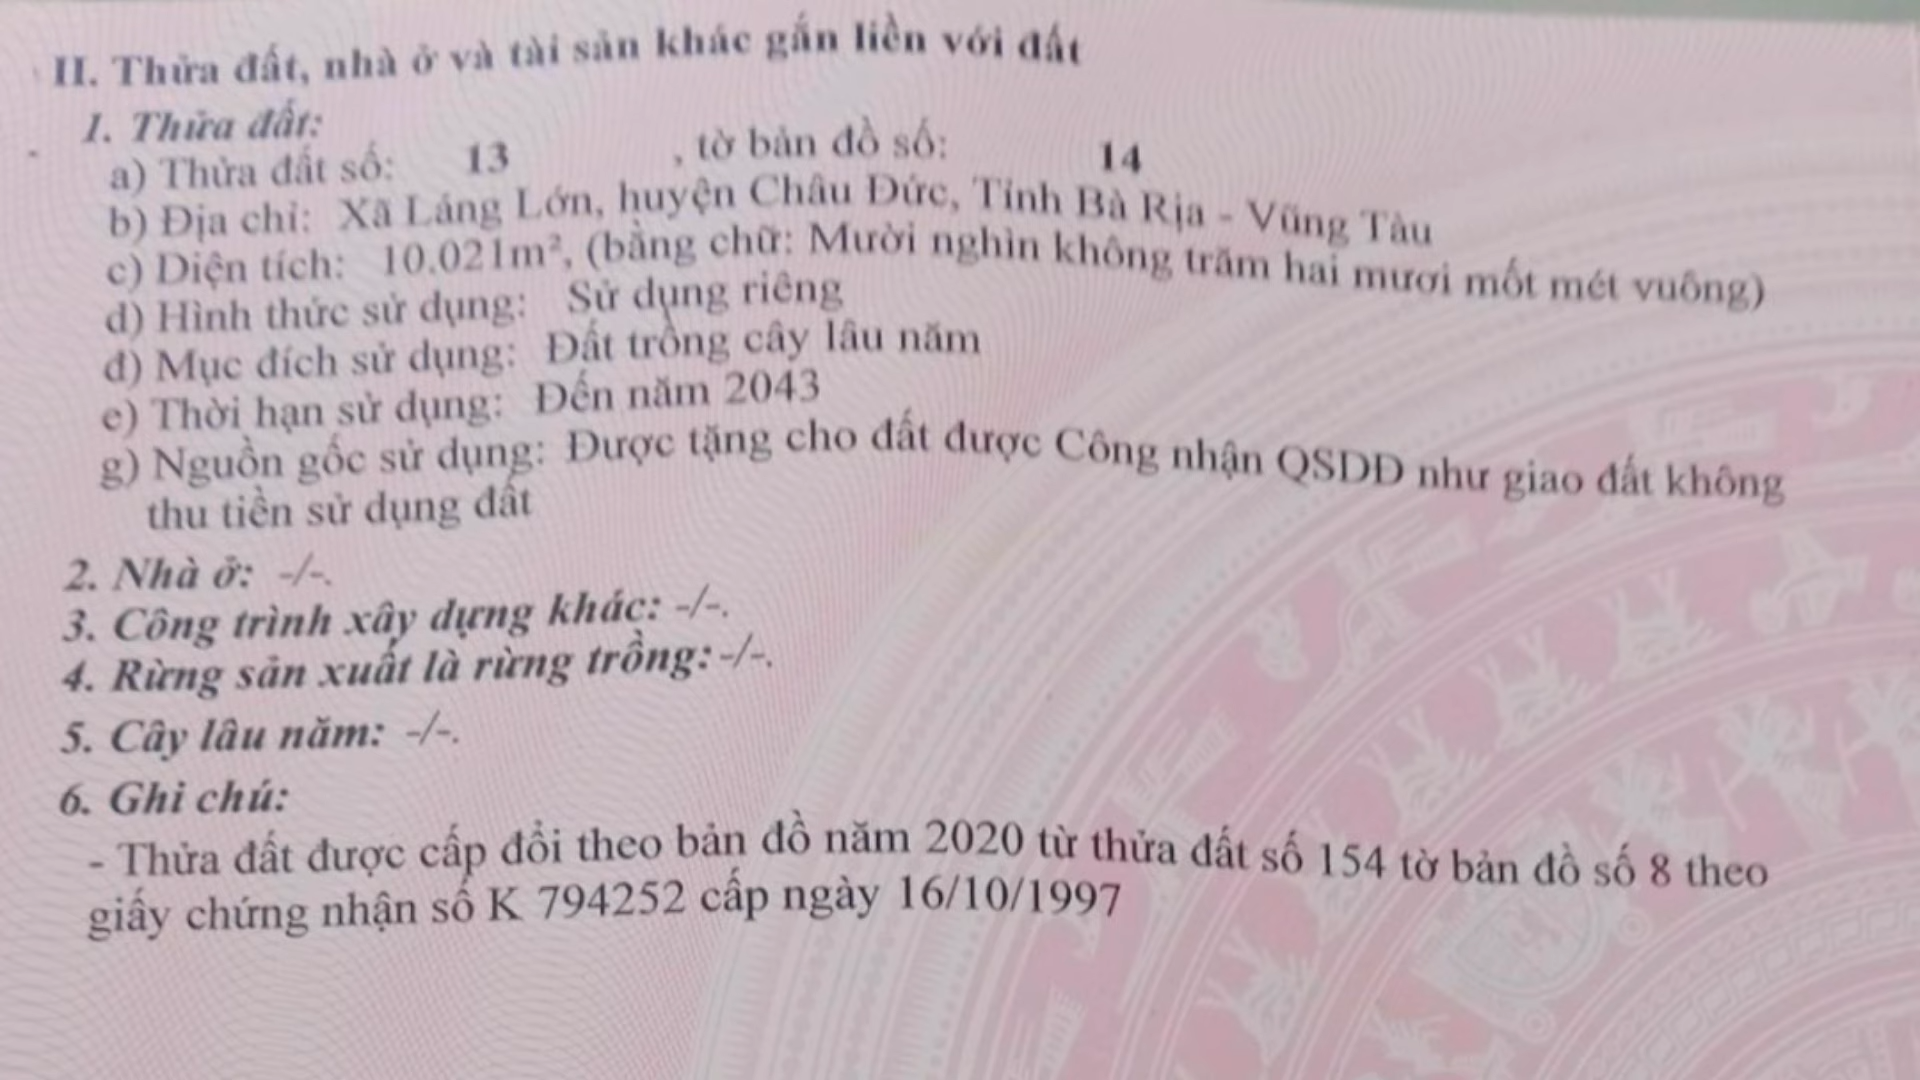 II. Thửa đất, nhà ở và tài sản khác gắn liền với đất
1. Thửa đất:
a) Thửa đất số: 13 , tờ bản đồ số: 14
b) Địa chỉ: Xã Láng Lớn, huyện Châu Đức, Tỉnh Bà Rịa - Vũng Tàu
c) Diện tích: 10.021m², (bằng chữ: Mười nghìn không trăm hai mươi mốt mét vuông)
d) Hình thức sử dụng: Sử dụng riêng
đ) Mục đích sử dụng: Đất trồng cây lâu năm
e) Thời hạn sử dụng: Đến năm 2043
g) Nguồn gốc sử dụng: Được tặng cho đất được Công nhận QSDĐ như giao đất không
thu tiền sử dụng đất
2. Nhà ở: -/-.
3. Công trình xây dựng khác: -/-.
4. Rừng sản xuất là rừng trồng: -/-.
5. Cây lâu năm: -/-.
6. Ghi chú:
- Thửa đất được cấp đổi theo bản đồ năm 2020 từ thửa đất số 154 tờ bản đồ số 8 theo
giấy chứng nhận số K 794252 cấp ngày 16/10/1997